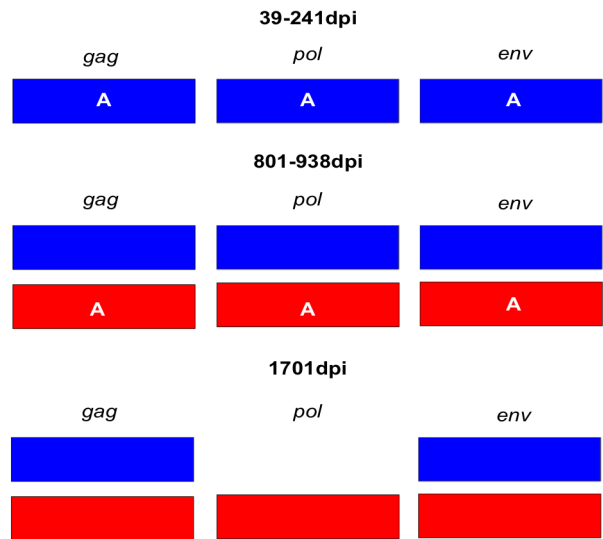 39-241dpi
gag pol env
A A A
801-938dpi
gag pol env
A A A
1701dpi
gag pol env